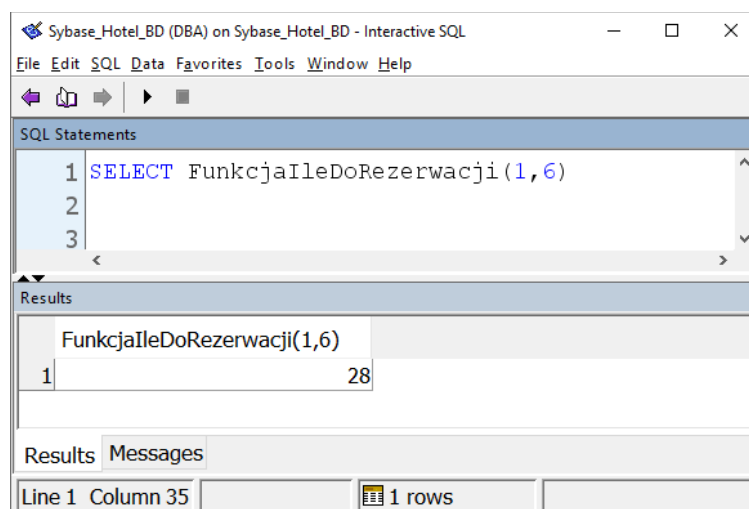 Sybase_Hotel_BD (DBA) on Sybase_Hotel_BD - Interactive SQL
File Edit SQL Data Favorites Tools Window Help
SQL Statements
1 SELECT FunkcjaIleDoRezerwacji(1,6)
2
3
Results
FunkcjaIleDoRezerwacji(1,6)
1 28
Results Messages
Line 1 Column 35 1 rows